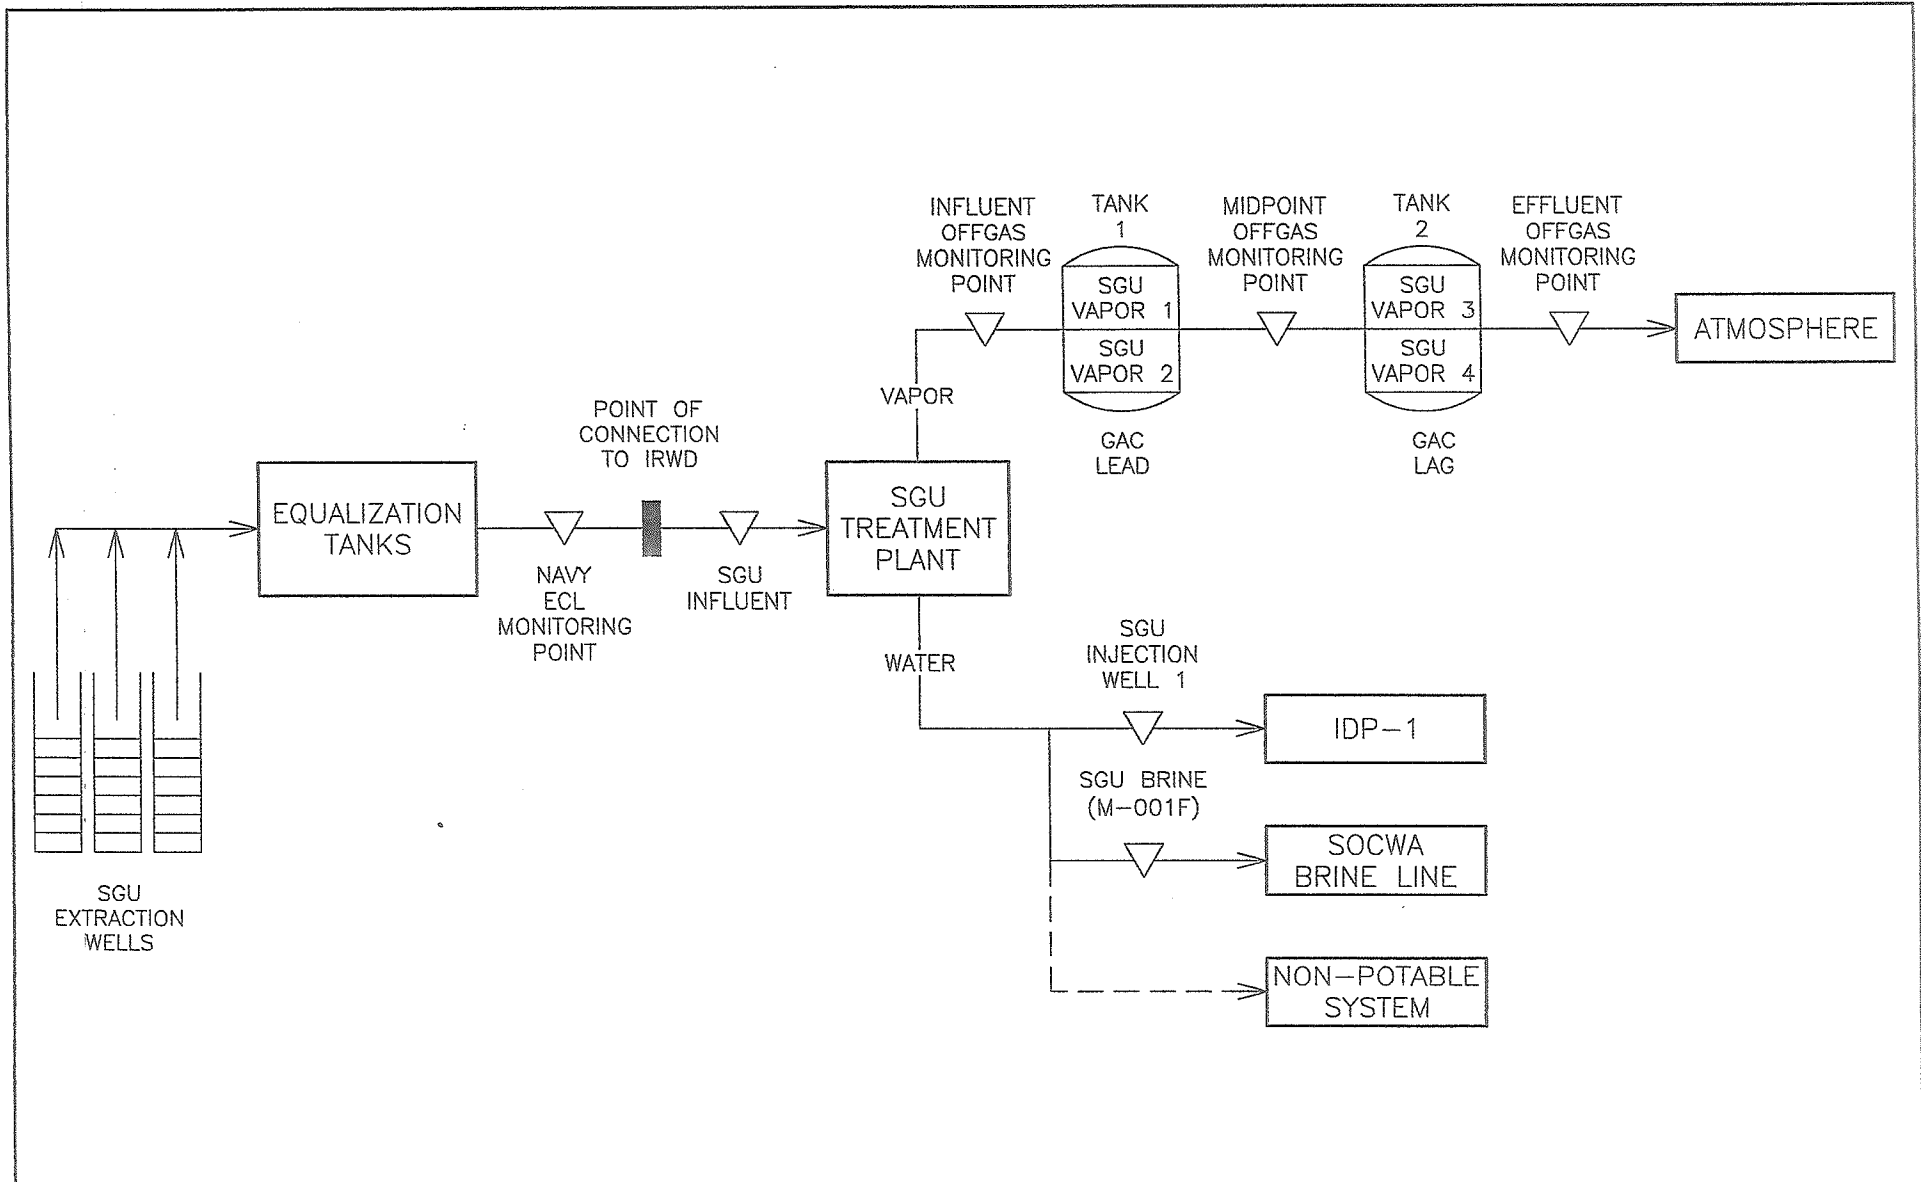 INFLUENT
OFFGAS
MONITORING
POINT
TANK
1
SGU
VAPOR 1
SGU
VAPOR 2
GAC
LEAD
MIDPOINT
OFFGAS
MONITORING
POINT
TANK
2
SGU
VAPOR 3
SGU
VAPOR 4
GAC
LAG
EFFLUENT
OFFGAS
MONITORING
POINT
ATMOSPHERE
VAPOR
POINT OF
CONNECTION
TO IRWD
EQUALIZATION
TANKS
NAVY
ECL
MONITORING
POINT
SGU
INFLUENT
SGU
TREATMENT
PLANT
WATER
SGU
INJECTION
WELL 1
IDP-1
SGU BRINE
(M-001F)
SOCWA
BRINE LINE
NON-POTABLE
SYSTEM
SGU
EXTRACTION
WELLS